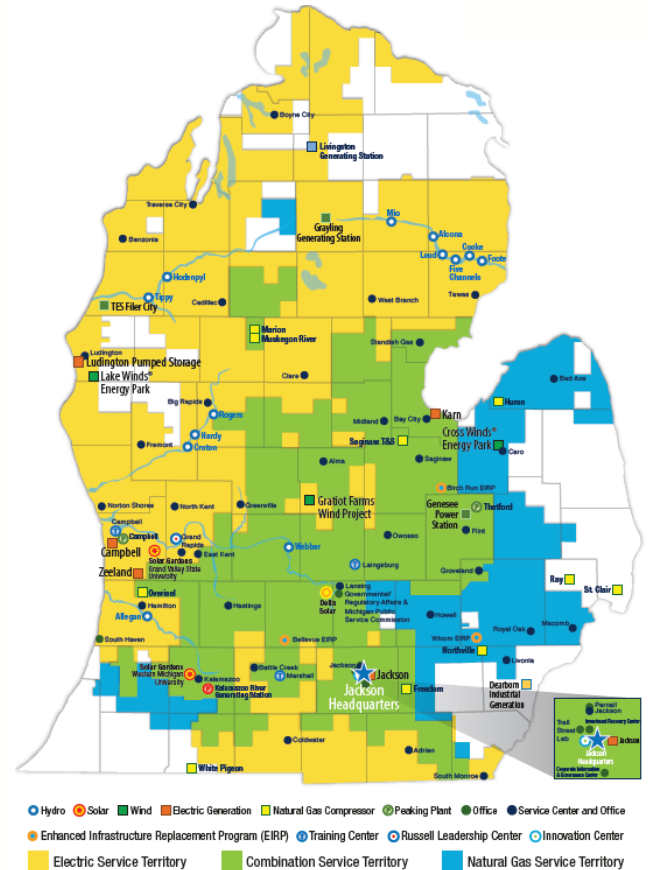 Boyne City
Livingston
Generating Station
Traverse City
Mio
Grayling
Generating Station
Alcona
Benzonia
Cooke
Loud
Foote
Five
Channels
Hodenpyl
Tippy
Cadillac
West Branch
Tawas
TES Filer City
Marion
Muskegon River
Standish Gas
Ludington
Ludington Pumped Storage
Lake Winds®
Energy Park
Clare
Bad Axe
Big Rapids
Huron
Rogers
Karn
Midland
Bay City
Hardy
Cross Winds®
Energy Park
Fremont
Saginaw T&S
Croton
Caro
Alma
Saginaw
Birch Run EIRP
Norton Shores
North Kent
Greenville
Gratiot Farms
Wind Project
Genesee
Power
Station
Thetford
Campbell
Campbell
Flint
Grand
Rapids
Owosso
Campbell
Webber
Solar Gardens
Grand Valley State
University
East Kent
Zeeland
Laingsburg
Groveland
Ray
St. Clair
Overisel
Lansing
Delta
Solar
Governmental/
Regulatory Affairs &
Michigan Public
Service Commission
Hamilton
Hastings
Howell
Allegan
Royal Oak
Macomb
South Haven
Bellevue EIRP
Wixom EIRP
Northville
Livonia
Solar Gardens
Western Michigan
University
Battle Creek
Jackson
Kalamazoo
Marshall
Jackson
Kalamazoo River
Generating Station
Jackson
Headquarters
Freedom
Dearborn
Industrial
Generation
Parnall
Jackson
Investment Recovery Center
Trail
Street
Lab
Jackson
Jackson
Headquarters
Corporate Information
& Governance Center
Coldwater
Adrian
White Pigeon
South Monroe
Hydro Solar Wind Electric Generation Natural Gas Compressor Peaking Plant Office Service Center and Office
Enhanced Infrastructure Replacement Program (EIRP) Training Center Russell Leadership Center Innovation Center
Electric Service Territory Combination Service Territory Natural Gas Service Territory